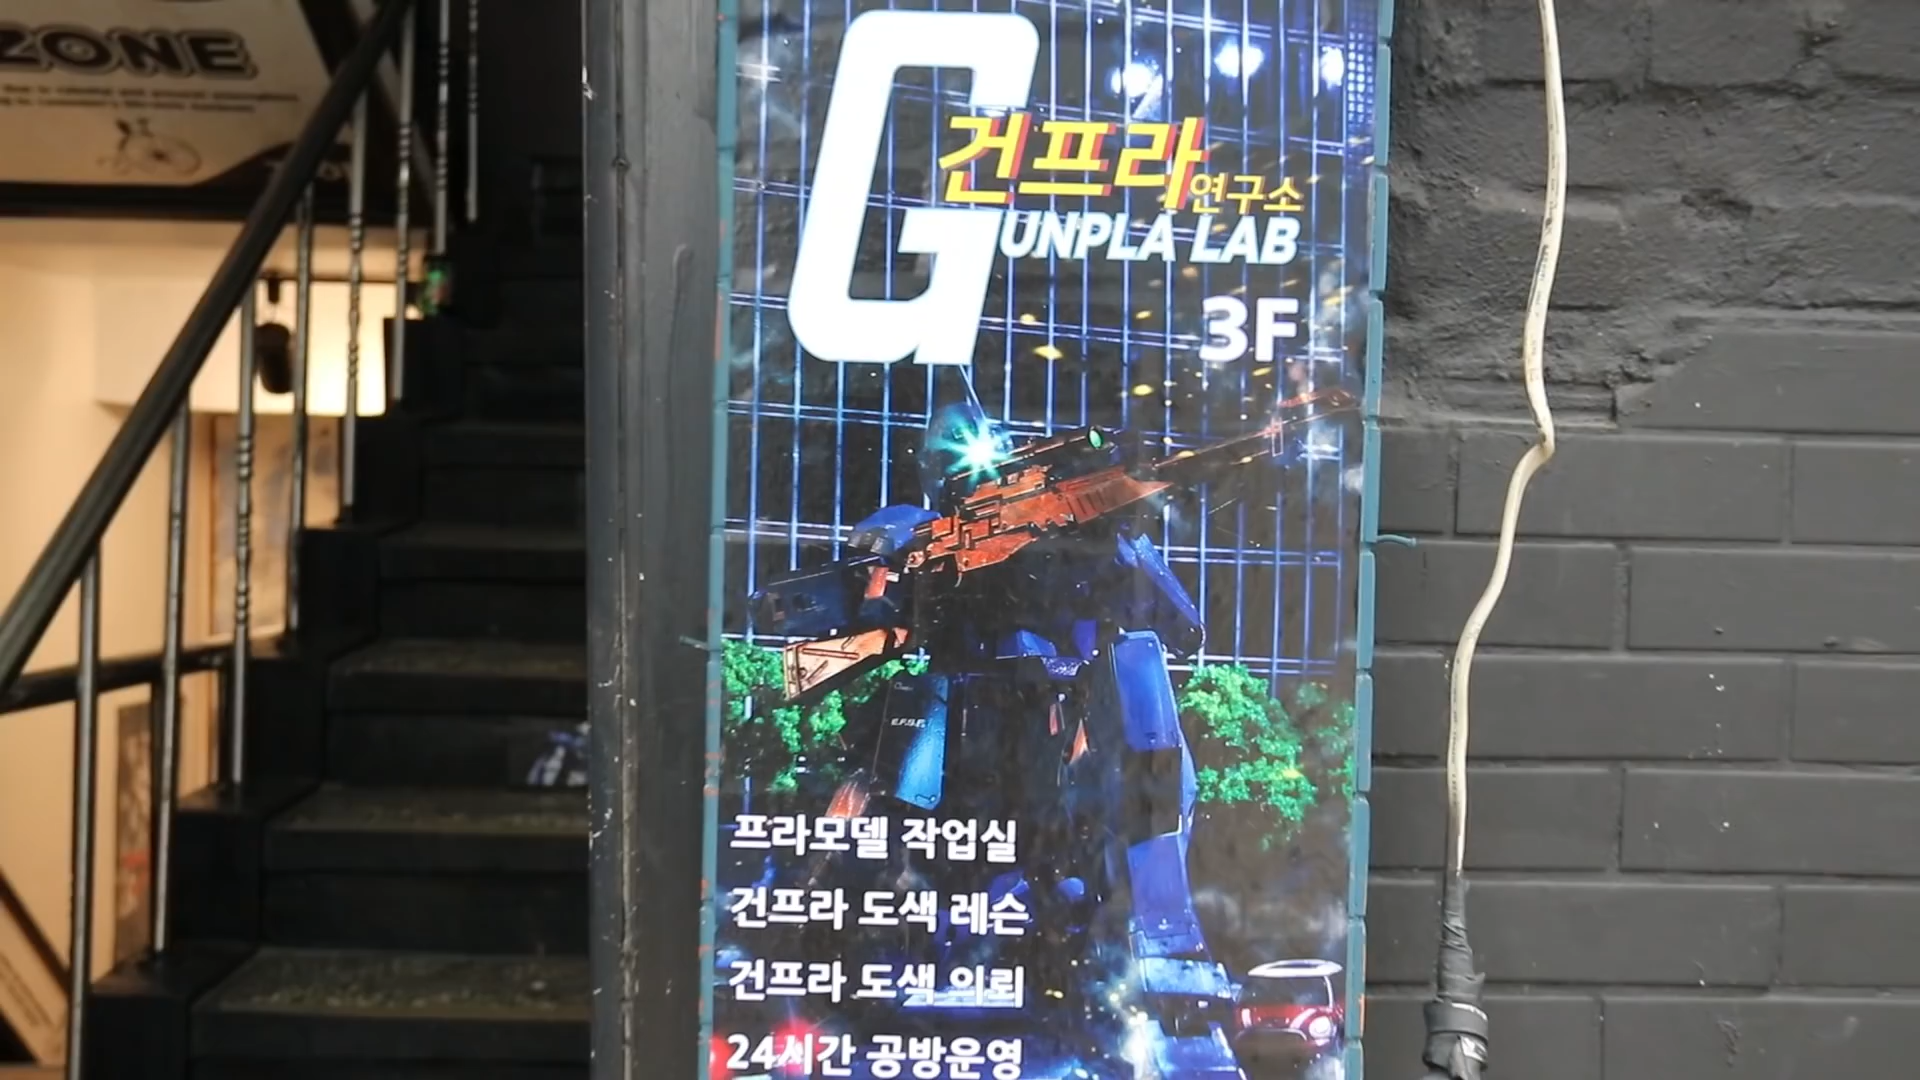 ZONE
건프라
연구소
GUNPLA LAB
3F
E.F.S.F.
프라모델 작업실
건프라 도색 레슨
건프라 도색 의뢰
24시간 공방운영